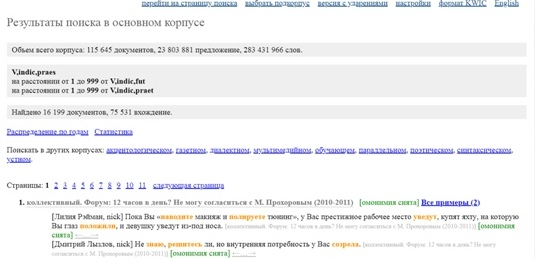 перейти на страницу поиска выбрать подкорпус версия с ударениями настройки формат KWIC English
Результаты поиска в основном корпусе
Объем всего корпуса: 115 645 документов, 23 803 881 предложение, 283 431 966 слов.
V,indic,praes
на расстоянии от 1 до 999 от V,indic,fut
на расстоянии от 1 до 999 от V,indic,praet
Найдено 16 199 документов, 75 531 вхождение.
Распределение по годам Статистика
Поискать в других корпусах: акцентологическом, газетном, диалектном, мультимедийном, обучающем, параллельном, поэтическом, синтаксическом,
устном.
Страницы: 1 2 3 4 5 6 7 8 9 10 11 следующая страница
1. коллективный. Форум: 12 часов в день? Не могу согласиться с М. Прохоровым (2010-2011) [омонимия снята] Все примеры (2)
[Лилия Рэйман, nick] Пока Вы «наводите макияж и полируете тюнинг», у Вас престижное рабочее место уведут, купят яхту, на которую
Вы глаз положили, и девушку уведут из-под носа. [коллективный. Форум: 12 часов в день? Не могу согласиться с М. Прохоровым (2010-2011)] [омонимия
снята] ←…→
[Дмитрий Лызлов, nick] Не знаю, решитесь ли, но внутренняя потребность у Вас созрела. [коллективный. Форум: 12 часов в день? Не могу
согласиться с М. Прохоровым (2010-2011)] [омонимия снята] ←…→